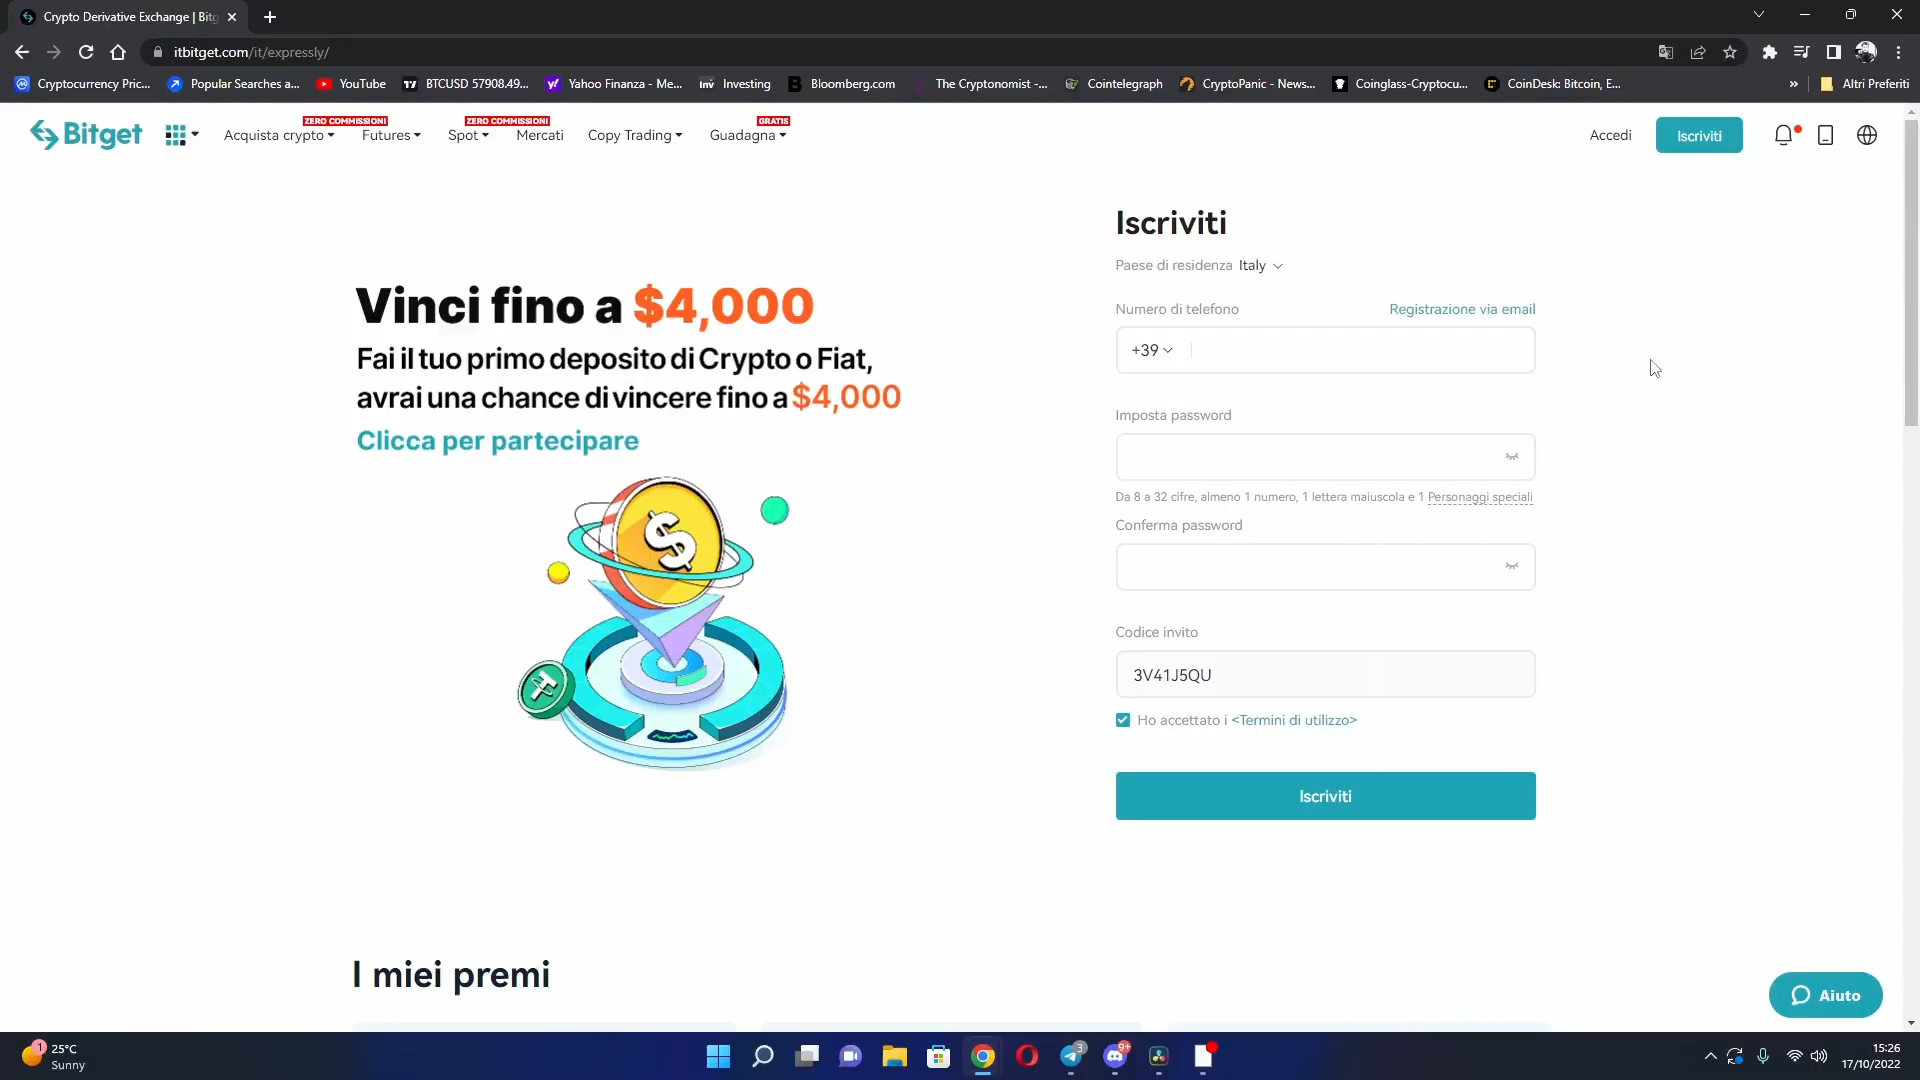 Crypto Derivative Exchange | Bitg
itbitget.com/it/expressly/
Cryptocurrency Pric...
Popular Searches a...
YouTube
BTCUSD 57908.49...
Yahoo Finanza - Me...
Investing
Bloomberg.com
The Cryptonomist -...
Cointelegraph
CryptoPanic - News...
Coinglass-Cryptocu...
CoinDesk: Bitcoin, E...
»
Altri Preferiti
Bitget
Acquista crypto
ZERO COMMISSIONI
Futures
Spot
ZERO COMMISSIONI
Mercati
Copy Trading
Guadagna
GRATIS
Accedi
Iscriviti
Vinci fino a $4,000
Fai il tuo primo deposito di Crypto o Fiat,
avrai una chance di vincere fino a $4,000
Clicca per partecipare
Iscriviti
Paese di residenza Italy
Numero di telefono
Registrazione via email
+39
Imposta password
Da 8 a 32 cifre, almeno 1 numero, 1 lettera maiuscola e 1 Personaggi speciali
Conferma password
Codice invito
3V41J5QU
Ho accettato i <Termini di utilizzo>
Iscriviti
I miei premi
Aiuto
1
25°C
Sunny
3
9+
15:26
17/10/2022